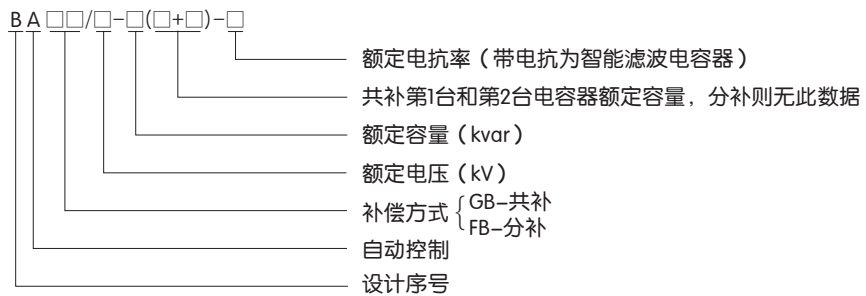 BA□□/□-□(□+□)-□
额定电抗率（带电抗为智能滤波电容器）
共补第1台和第2台电容器额定容量，分补则无此数据
额定容量（kvar）
额定电压（kV）
补偿方式{GB-共补
FB-分补
自动控制
设计序号